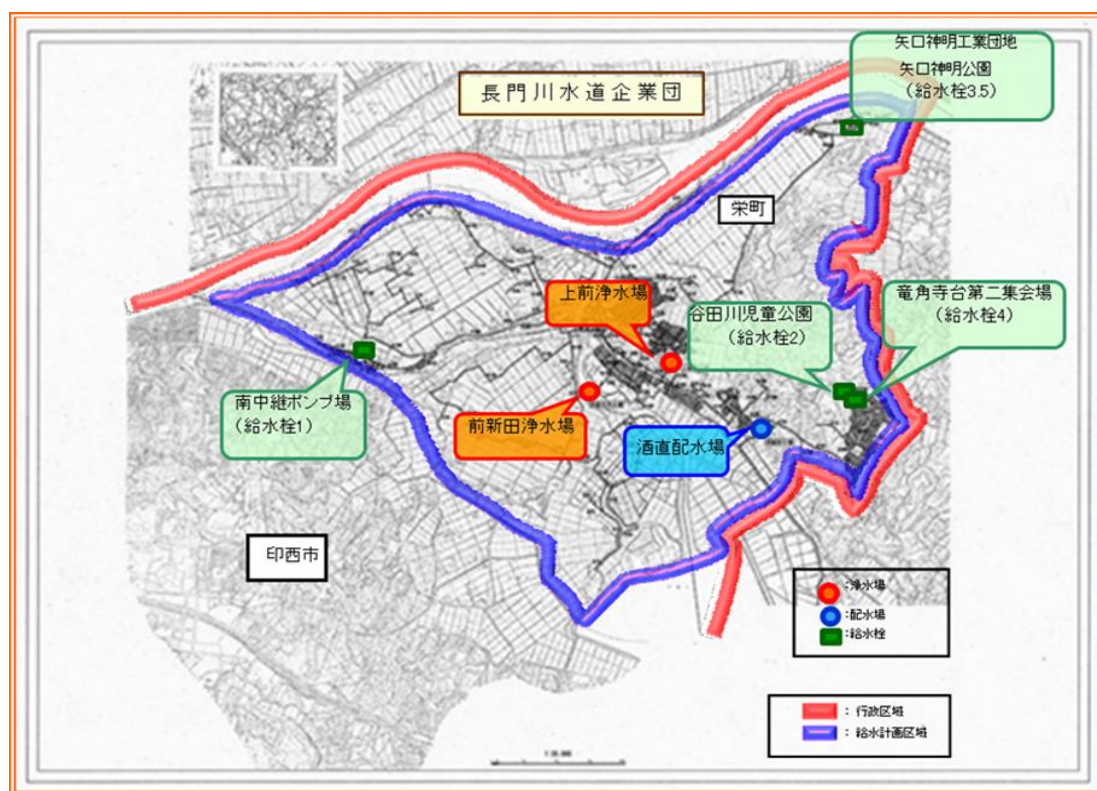 長門川水道企業団
矢口神明工業団地
矢口神明公園
（給水栓3.5）
栄町
上前浄水場
谷田川児童公園
（給水栓2）
竜角寺台第二集会場
（給水栓4）
南中継ポンプ場
（給水栓1）
前新田浄水場
酒直配水場
印西市
：浄水場
：配水場
：給水栓
：行政区域
：給水計画区域